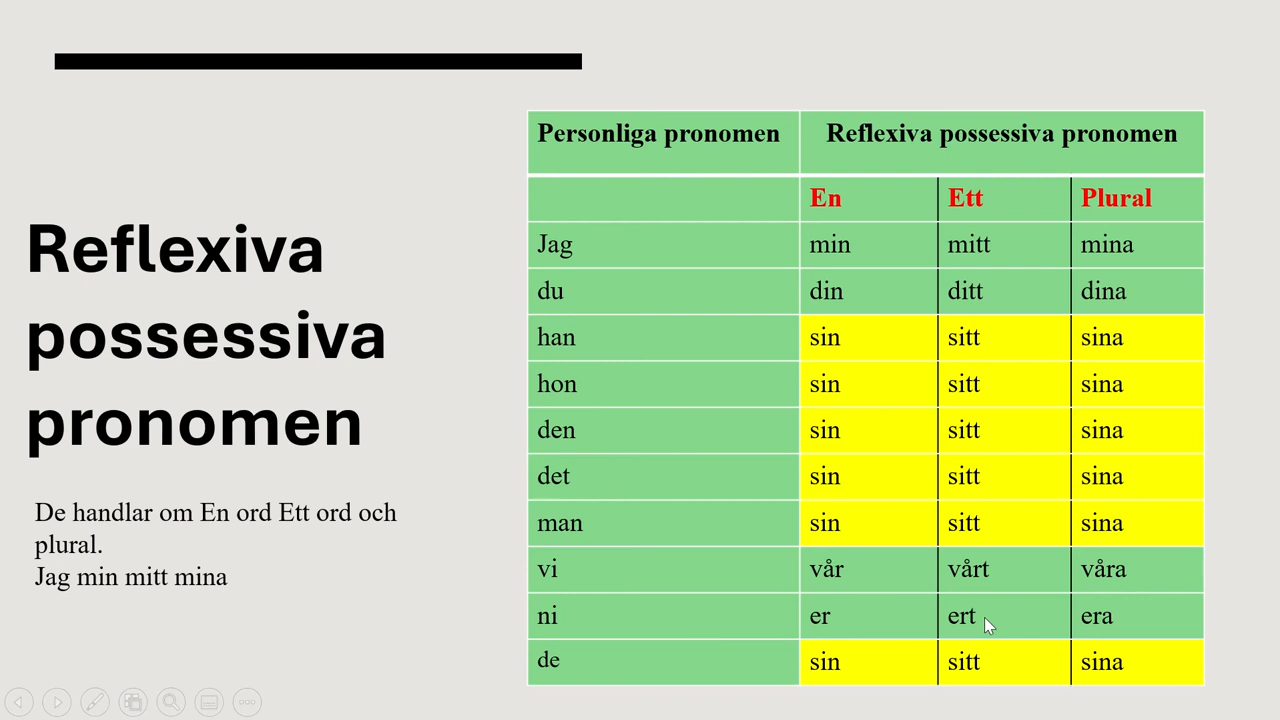 Reflexiva
possessiva
pronomen
De handlar om En ord Ett ord och
plural.
Jag min mitt mina
Personliga pronomen Reflexiva possessiva pronomen
En Ett Plural
Jag min mitt mina
du din ditt dina
han sin sitt sina
hon sin sitt sina
den sin sitt sina
det sin sitt sina
man sin sitt sina
vi vår vårt våra
ni er ert era
de sin sitt sina